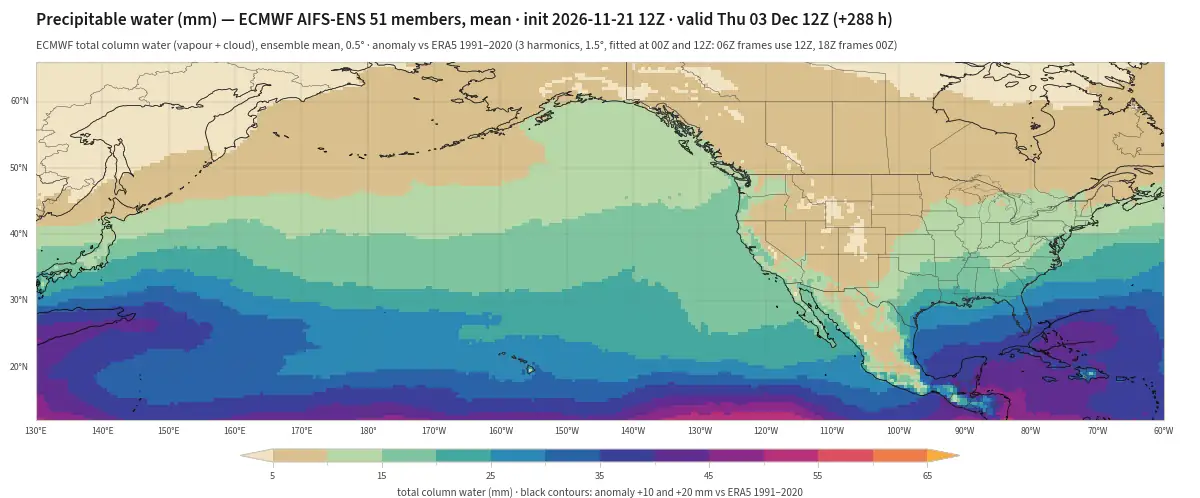 Precipitable water (mm) — ECMWF AIFS-ENS 51 members, mean · init 2026-11-21 12Z · valid Thu 03 Dec 12Z (+288 h)
ECMWF total column water (vapour + cloud), ensemble mean, 0.5° · anomaly vs ERA5 1991–2020 (3 harmonics, 1.5°, fitted at 00Z and 12Z: 06Z frames use 12Z, 18Z frames 00Z)
60°N
50°N
40°N
30°N
20°N
130°E 140°E 150°E 160°E 170°E 180° 170°W 160°W 150°W 140°W 130°W 120°W 110°W 100°W 90°W 80°W 70°W 60°W
5 15 25 35 45 55 65
total column water (mm) · black contours: anomaly +10 and +20 mm vs ERA5 1991–2020